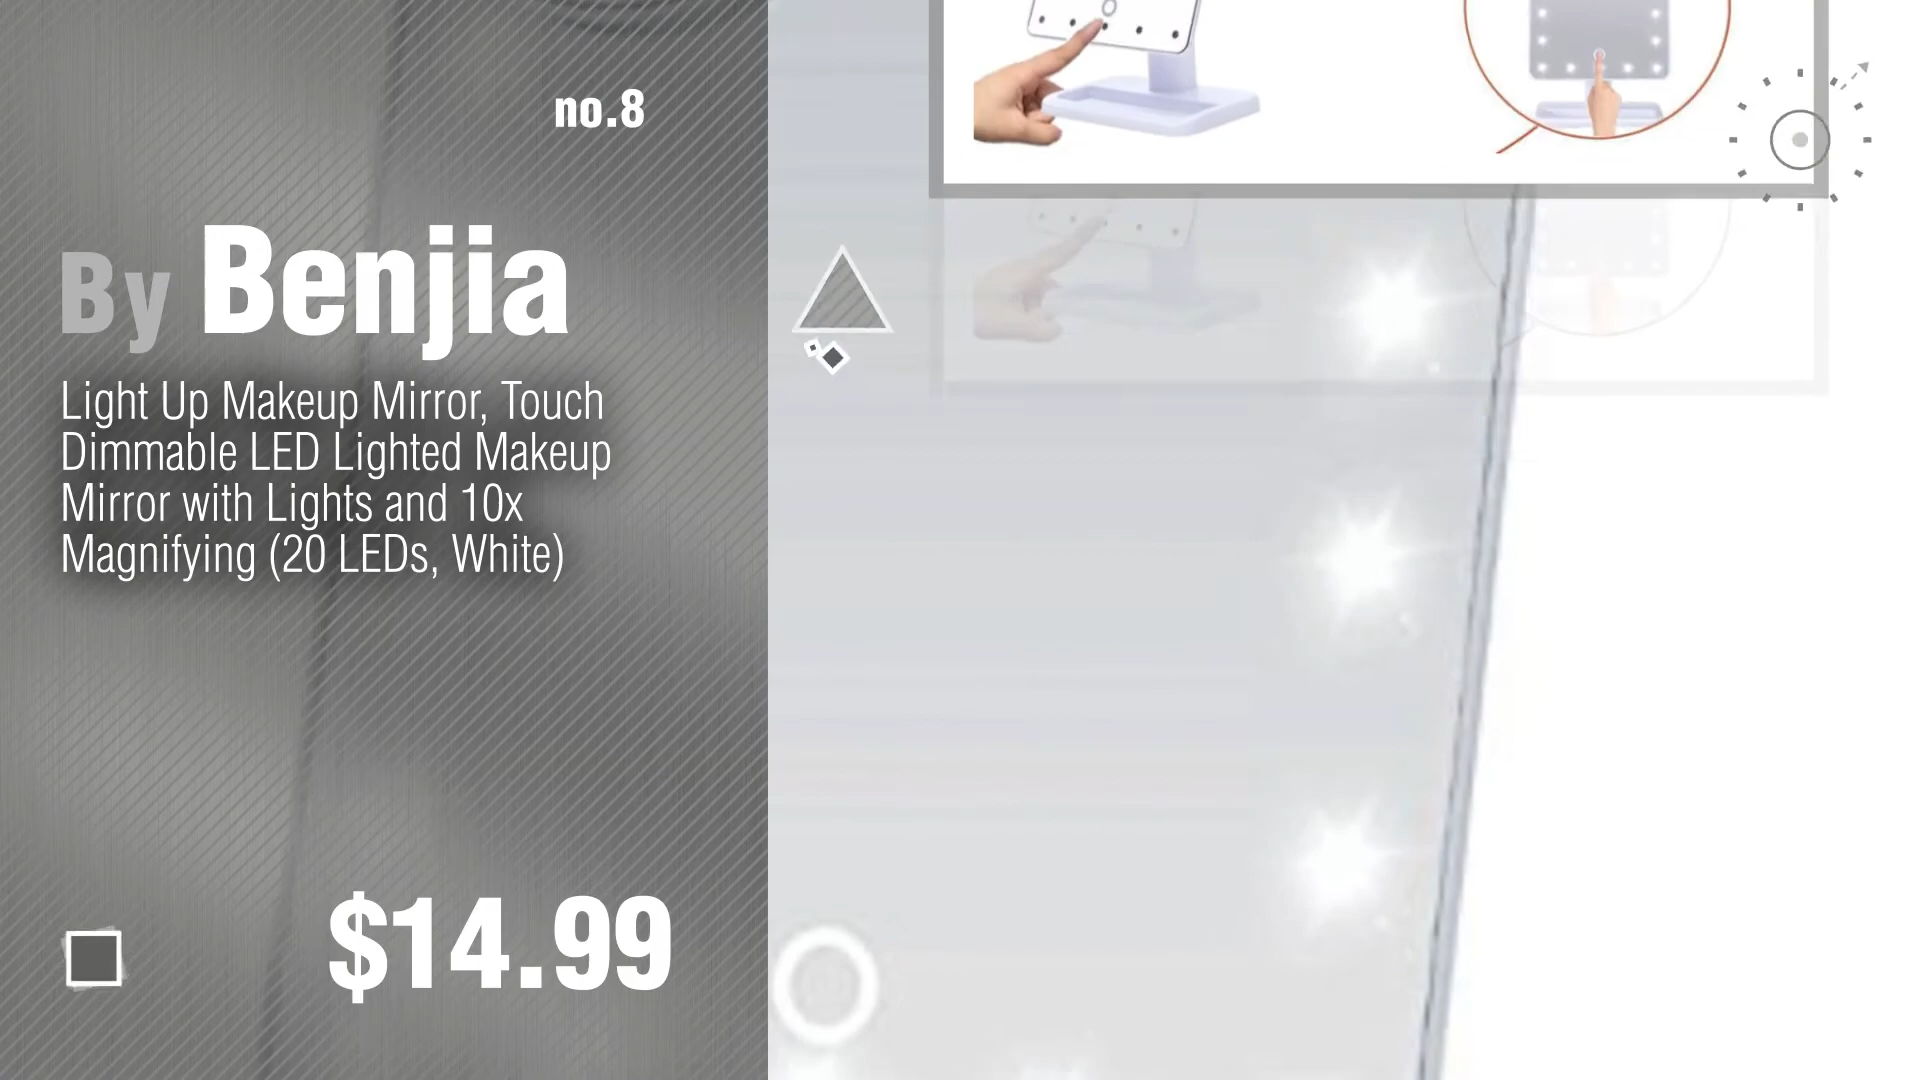 no.8
By Benjia
Light Up Makeup Mirror, Touch
Dimmable LED Lighted Makeup
Mirror with Lights and 10x
Magnifying (20 LEDs, White)
$14.99